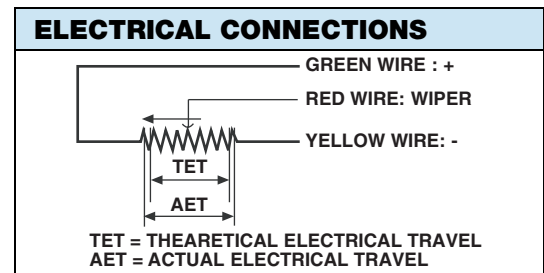 ELECTRICAL CONNECTIONS
GREEN WIRE : +
RED WIRE: WIPER
YELLOW WIRE: -
TET
AET
TET = THEARETICAL ELECTRICAL TRAVEL
AET = ACTUAL ELECTRICAL TRAVEL